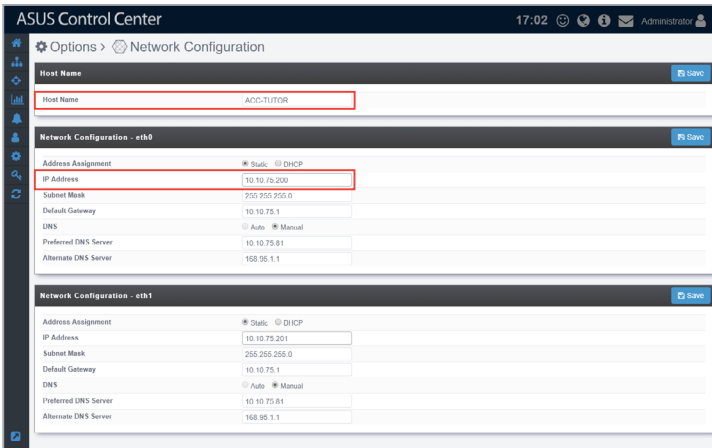 ASUS Control Center
17:02 Administrator
Options > Network Configuration
Host Name Save
Host Name ACC-TUTOR
Network Configuration - eth0 Save
Address Assignment Static DHCP
IP Address 10.10.75.200
Subnet Mask 255.255.255.0
Default Gateway 10.10.75.1
DNS Auto Manual
Preferred DNS Server 10.10.75.81
Alternate DNS Server 168.95.1.1
Network Configuration - eth1 Save
Address Assignment Static DHCP
IP Address 10.10.75.201
Subnet Mask 255.255.255.0
Default Gateway 10.10.75.1
DNS Auto Manual
Preferred DNS Server 10.10.75.81
Alternate DNS Server 168.95.1.1